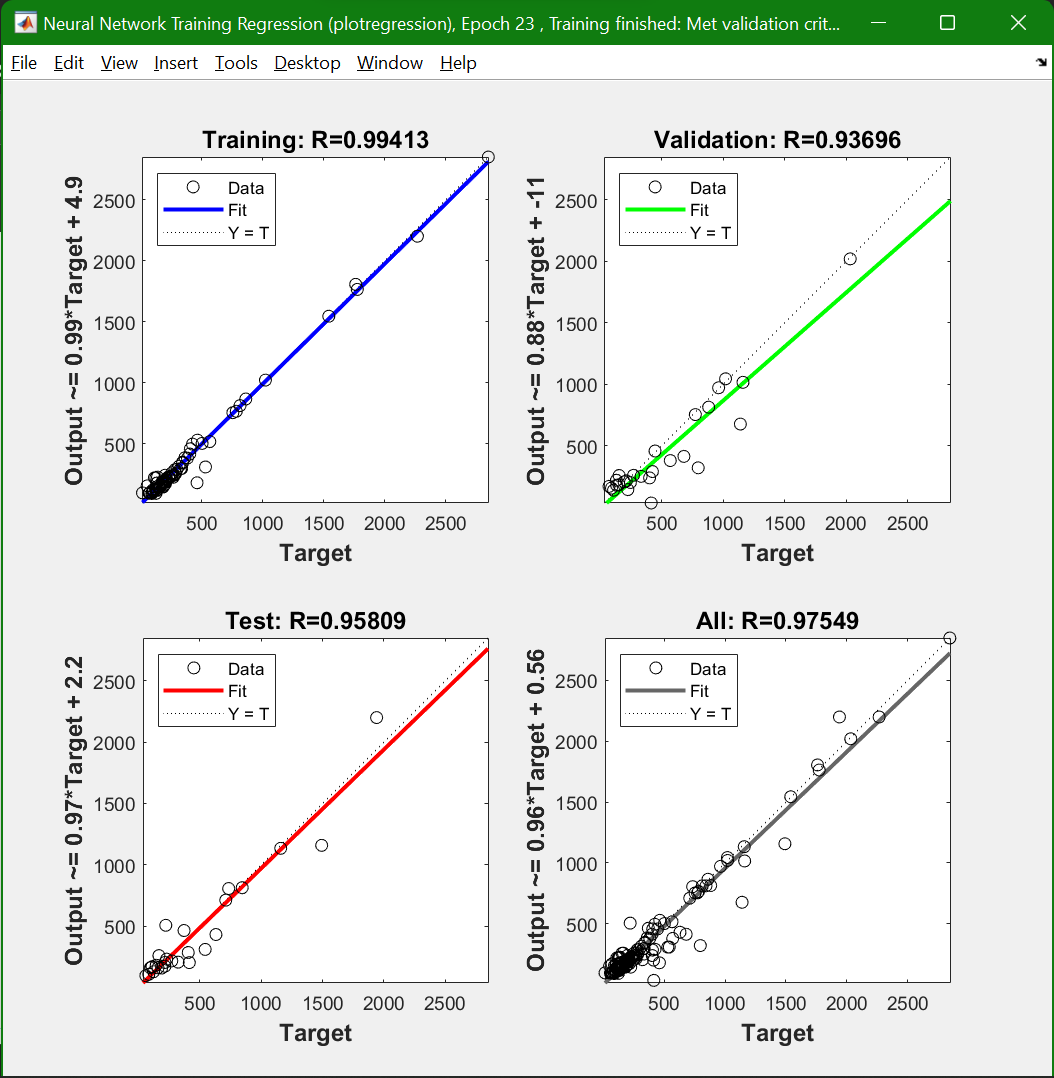 Neural Network Training Regression (plotregression), Epoch 23 , Training finished: Met validation crit...
File Edit View Insert Tools Desktop Window Help
Training: R=0.99413
Data
Fit
Y = T
Output ~= 0.99*Target + 4.9
2500
2000
1500
1000
500
500 1000 1500 2000 2500
Target
Validation: R=0.93696
Data
Fit
Y = T
Output ~= 0.88*Target + -11
2500
2000
1500
1000
500
500 1000 1500 2000 2500
Target
Test: R=0.95809
Data
Fit
Y = T
Output ~= 0.97*Target + 2.2
2500
2000
1500
1000
500
500 1000 1500 2000 2500
Target
All: R=0.97549
Data
Fit
Y = T
Output ~= 0.96*Target + 0.56
2500
2000
1500
1000
500
500 1000 1500 2000 2500
Target